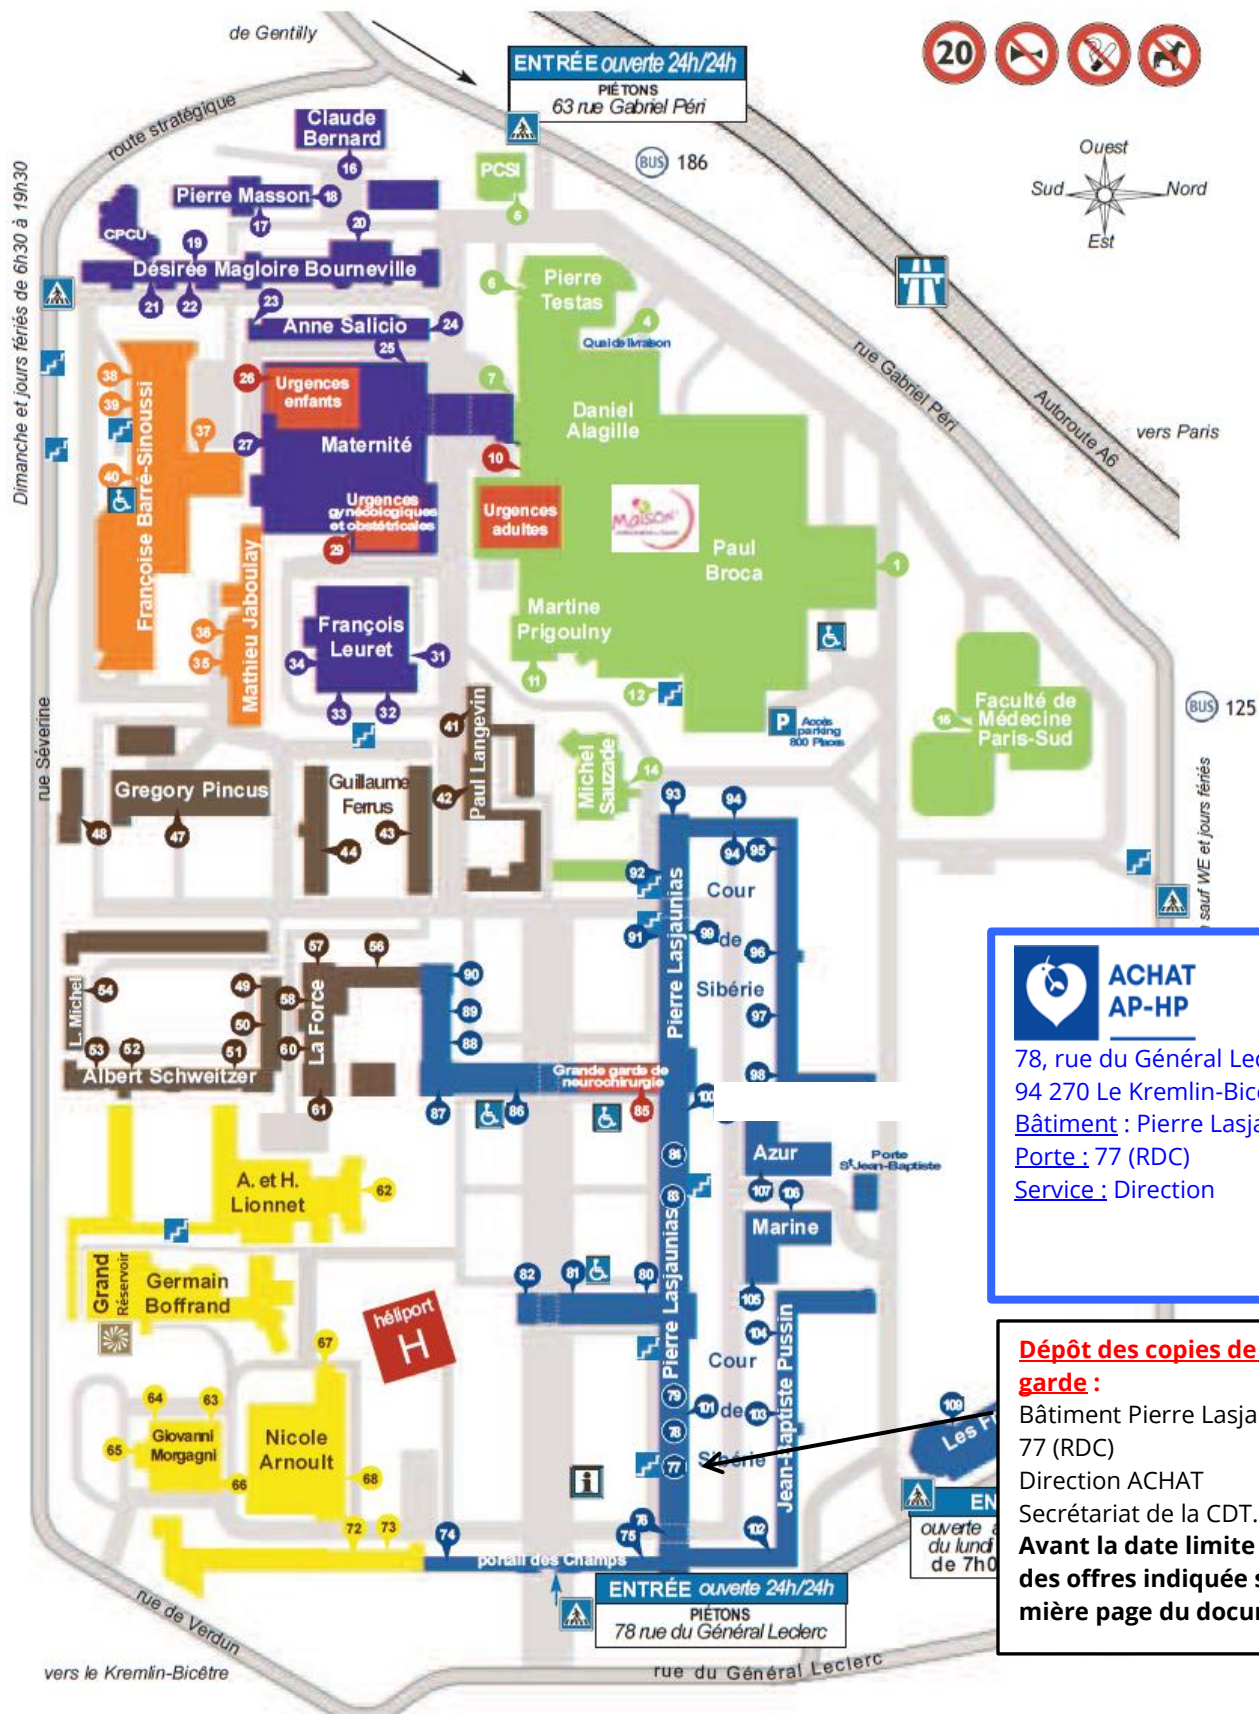 de Gentilly
ENTRÉE ouverte 24h/24h
PIÉTONS
63 rue Gabriel Péri
20
route stratégique
Claude
Bernard
16
BUS 186
PCSI
5
Ouest
Sud
Nord
Est
Dimanche et jours fériés de 6h30 à 19h30
Pierre Masson
18
17
20
CPCU
19
Désirée Magloire Bourneville
21
22
23
Anne Salicio
24
25
6
Pierre
Testas
4
Quai de livraison
rue Gabriel Péri
Autoroute A6
vers Paris
38
39
40
37
Françoise Barré-Sinoussi
26
Urgences
enfants
27
Maternité
7
Daniel
Alagille
10
Urgences
gynécologiques
et obstétricales
29
Urgences
adultes
Maison
Paul
Broca
1
Mathieu Jaboulay
36
35
François
Leuret
34
31
33
32
Martine
Prigoulny
11
12
P
Accès
parking
800 Places
Faculté de
Médecine
Paris-Sud
15
BUS 125
rue Séverine
41
Paul Langevin
42
Michel
Sauzade
14
Gregory Pincus
48
47
Guillaume
Ferrus
43
44
93
94
94
95
92
Cour
91
99
de
96
Sibérie
97
98
Pierre Lasjaunias
sauf WE et jours fériés
L. Michel
54
49
50
53
52
51
Albert Schweitzer
57
56
58
La Force
60
61
90
89
88
Grande garde de
neurochirurgie
87
86
85
100
ACHAT
AP-HP
78, rue du Général Lec
94 270 Le Kremlin-Bic
Bâtiment : Pierre Lasja
Porte : 77 (RDC)
Service : Direction
84
83
Azur
Porte
St Jean-Baptiste
107
106
Marine
105
A. et H.
Lionnet
62
Grand
Réservoir
Germain
Boffrand
héliport
H
82
81
80
Pierre Lasjaunias
104
Cour
79
101
de
103
78
Sibérie
77
Jean-Baptiste Pussin
67
64
63
65
Giovanni
Morgagni
66
Nicole
Arnoult
68
72
73
74
76
75
102
portail des Champs
109
Les F
EN
ouverte
du lundi
de 7h0
Dépôt des copies de
garde :
Bâtiment Pierre Lasja
77 (RDC)
Direction ACHAT
Secrétariat de la CDT.
Avant la date limite
des offres indiquée s
mière page du docu
ENTRÉE ouverte 24h/24h
PIÉTONS
78 rue du Général Leclerc
rue de Verdun
vers le Kremlin-Bicêtre
rue du Général Leclerc